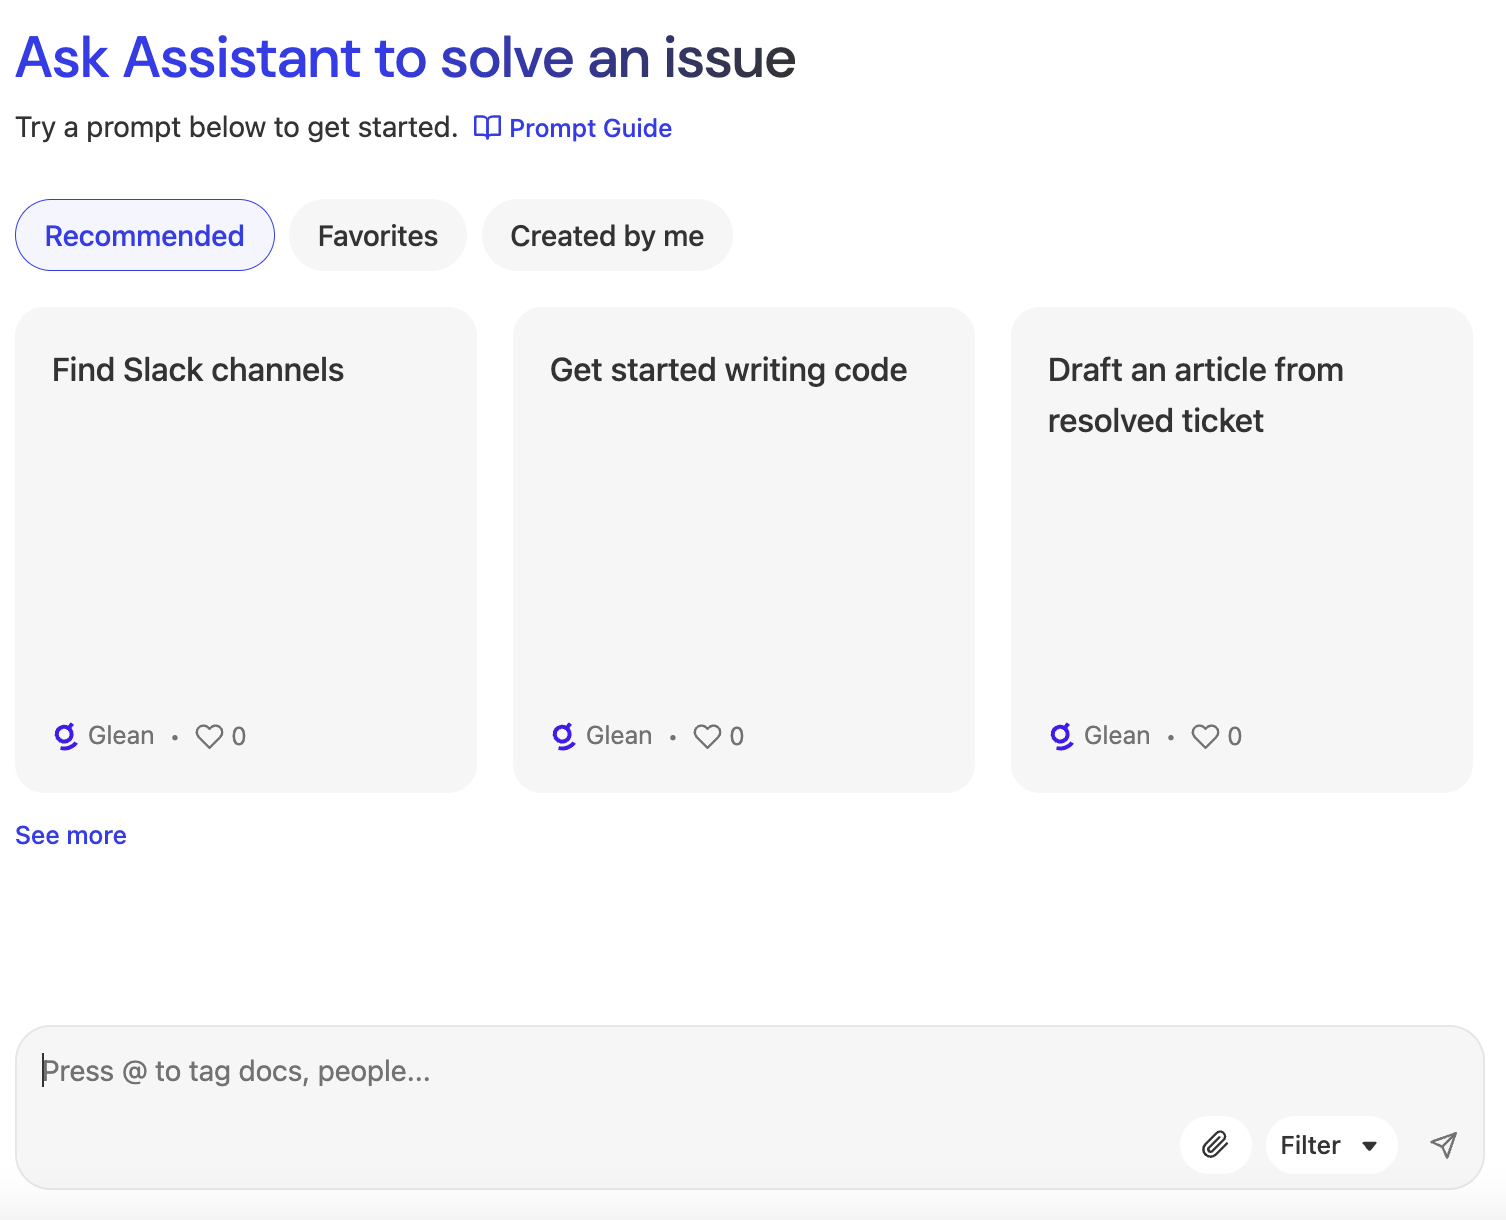 Ask Assistant to solve an issue
Try a prompt below to get started. Prompt Guide
Recommended Favorites Created by me
Find Slack channels
Glean • 0
Get started writing code
Glean • 0
Draft an article from
resolved ticket
Glean • 0
See more
Press @ to tag docs, people...
Filter